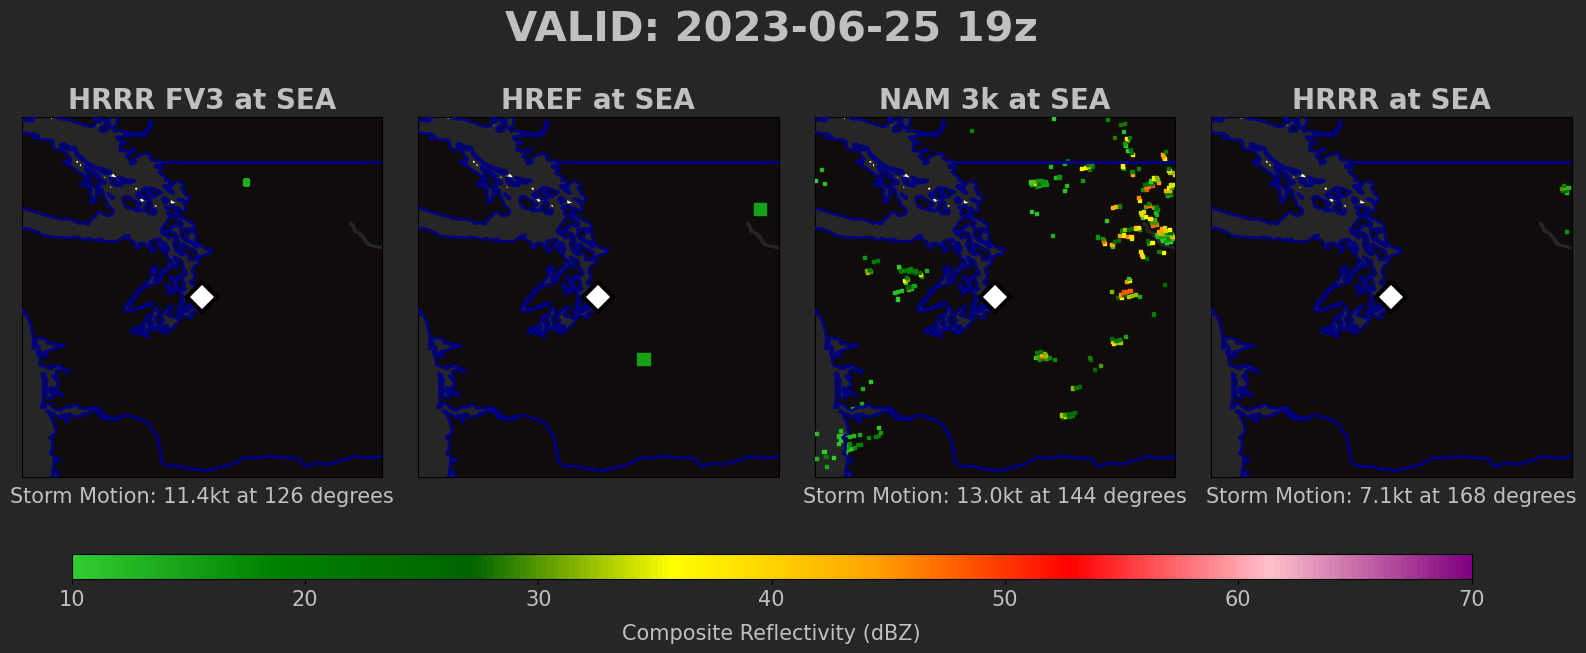 VALID: 2023-06-25 19z
HRRR FV3 at SEA
HREF at SEA
NAM 3k at SEA
HRRR at SEA
Storm Motion: 11.4kt at 126 degrees
Storm Motion: 13.0kt at 144 degrees
Storm Motion: 7.1kt at 168 degrees
10 20 30 40 50 60 70
Composite Reflectivity (dBZ)